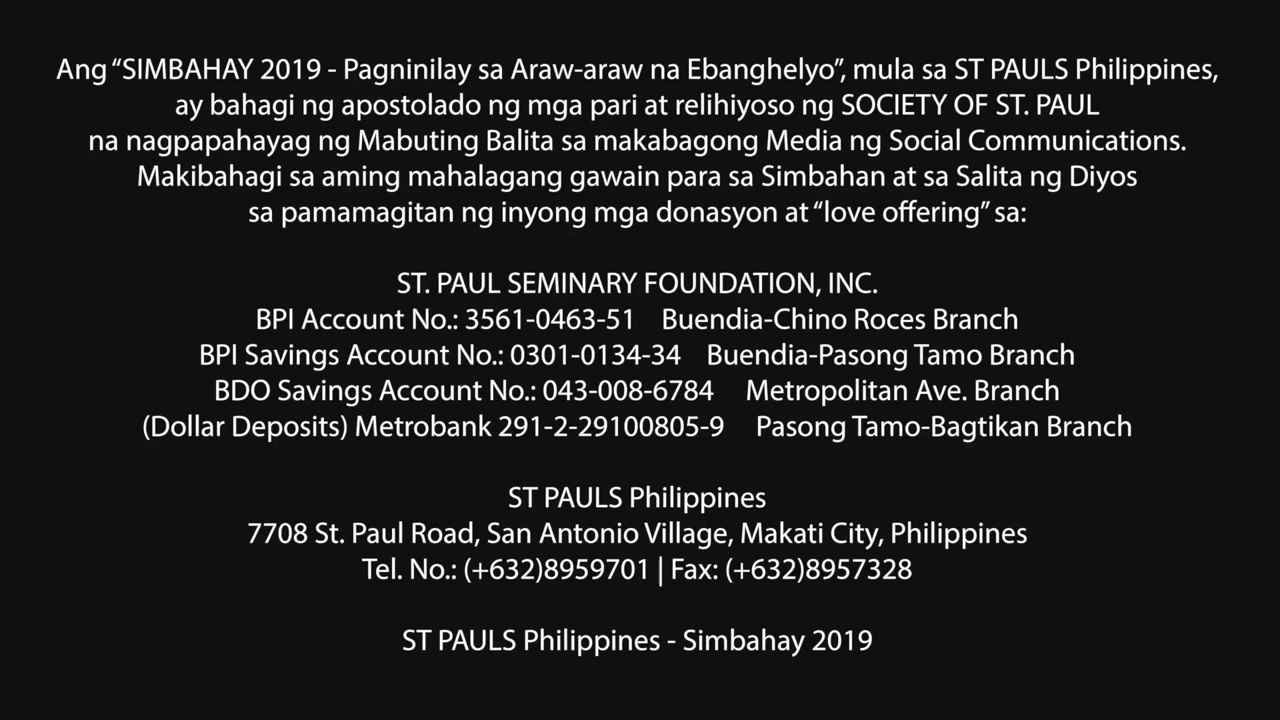 Ang “SIMBAHAY 2019 - Pagninilay sa Araw-araw na Ebanghelyo”, mula sa ST PAULS Philippines,
ay bahagi ng apostolado ng mga pari at relihiyoso ng SOCIETY OF ST. PAUL
na nagpapahayag ng Mabuting Balita sa makabagong Media ng Social Communications.
Makibahagi sa aming mahalagang gawain para sa Simbahan at sa Salita ng Diyos
sa pamamagitan ng inyong mga donasyon at “love offering” sa:
ST. PAUL SEMINARY FOUNDATION, INC.
BPI Account No.: 3561-0463-51 Buendia-Chino Roces Branch
BPI Savings Account No.: 0301-0134-34 Buendia-Pasong Tamo Branch
BDO Savings Account No.: 043-008-6784 Metropolitan Ave. Branch
(Dollar Deposits) Metrobank 291-2-29100805-9 Pasong Tamo-Bagtikan Branch
ST PAULS Philippines
7708 St. Paul Road, San Antonio Village, Makati City, Philippines
Tel. No.: (+632)8959701 | Fax: (+632)8957328
ST PAULS Philippines - Simbahay 2019